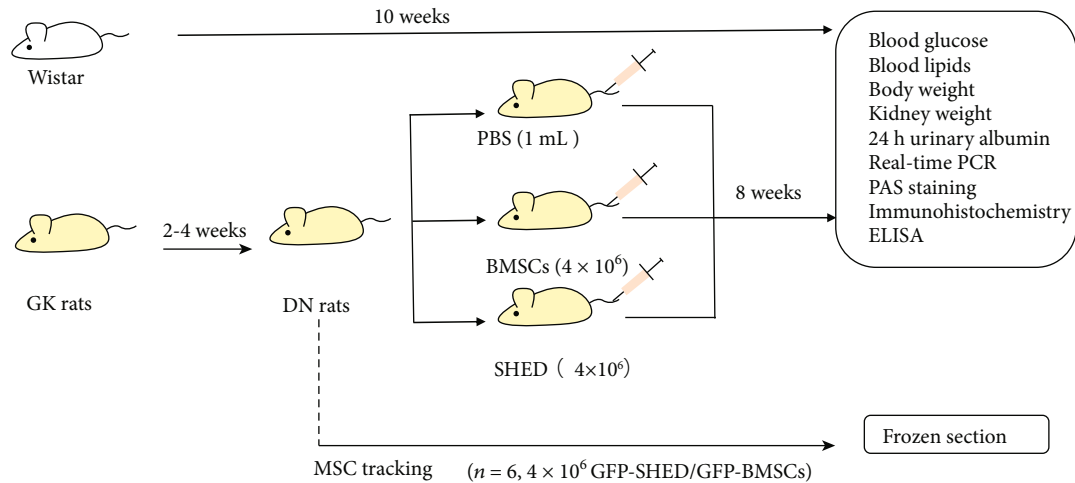 10 weeks
Wistar
Blood glucose
Blood lipids
Body weight
Kidney weight
24 h urinary albumin
Real-time PCR
PAS staining
Immunohistochemistry
ELISA
PBS (1 mL )
2-4 weeks
8 weeks
BMSCs (4 × 10⁶)
GK rats
DN rats
SHED ( 4×10⁶)
MSC tracking
(n = 6, 4 × 10⁶ GFP-SHED/GFP-BMSCs)
Frozen section